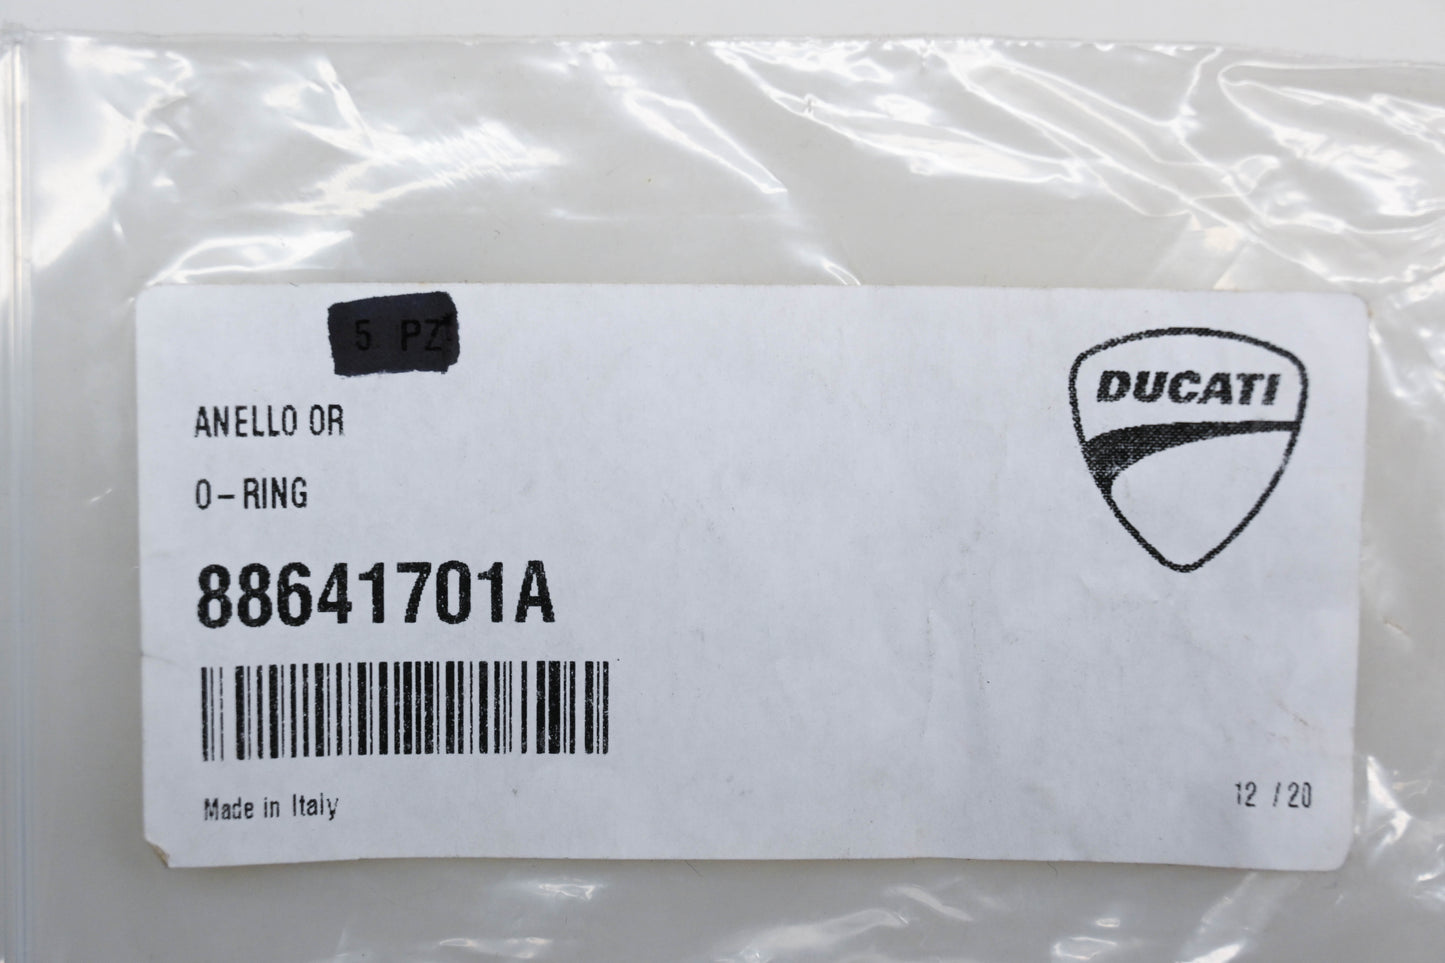 5 PZ
DUCATI
ANELLO OR
O-RING
88641701A
Made in Italy
12 /20